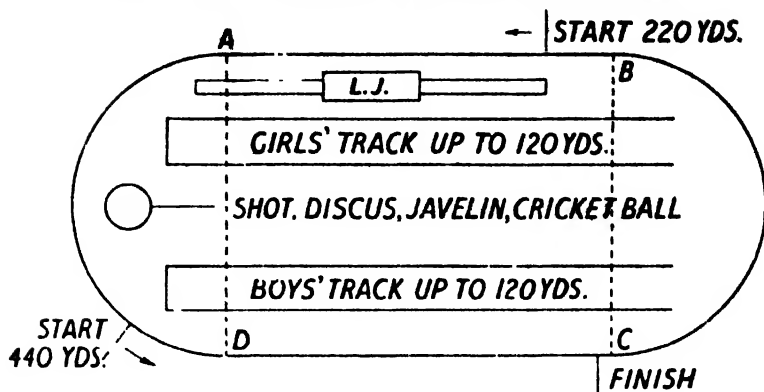 START 220 YDS.
A
B
L.J.
GIRLS' TRACK UP TO 120 YDS.
SHOT, DISCUS, JAVELIN, CRICKET BALL
BOYS' TRACK UP TO 120 YDS.
START
440 YDS.
D
C
FINISH